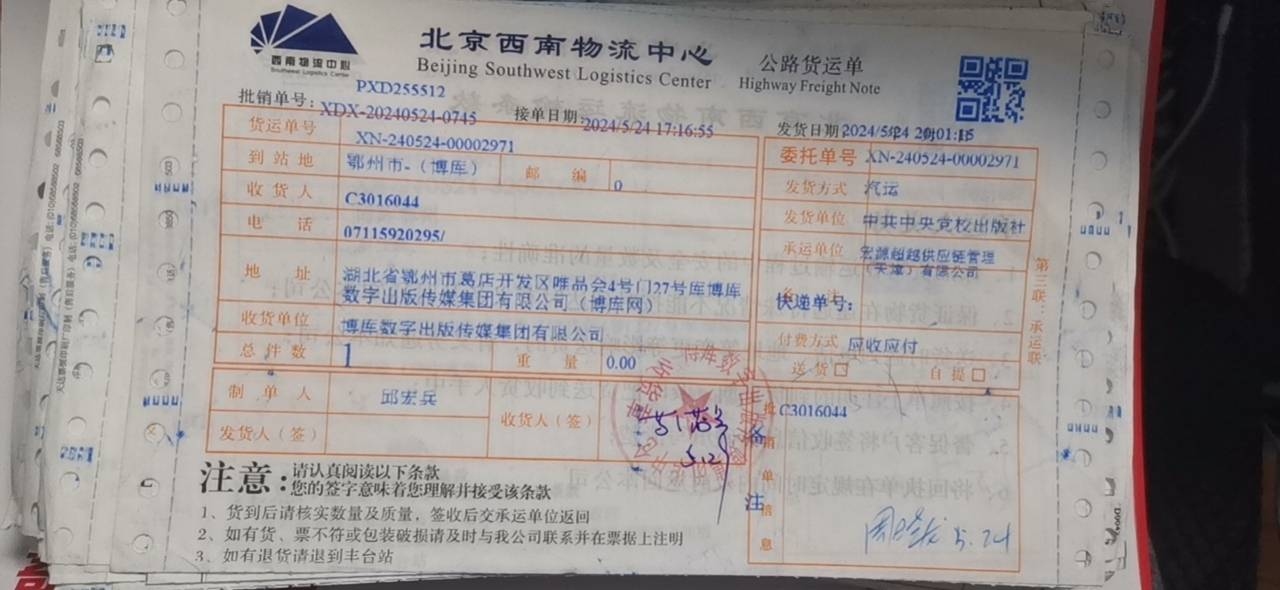 西南物流中心
Southwest Logistics Center
北京西南物流中心
Beijing Southwest Logistics Center
公路货运单
Highway Freight Note
批销单号：
PXD255512
XDX-20240524-0745
接单日期：
2024/5/24 17:16:55
发货日期：
货运单号 XN-240524-00002971
到站地 鄂州市-（博库） 邮编 0
收货人 C3016044
电话 07115920295/
地址 湖北省鄂州市葛店开发区唯品会4号门27号库博库
数字出版传媒集团有限公司（博库网）
收货单位 博库数字出版传媒集团有限公司
总件数 1 重量 0.00
委托单号 XN-240524-00002971
发货方式 汽运
发货单位 中共中央党校出版社
承运单位 宏源超越供应链管理
（天津）有限公司
备注
快递单号：
付费方式 应收应付
送货 自提
第三联：承运联
制单人 邱宏兵
收货人（签）
发货人（签）
批销单信息
C3016044
备注
5.24
注意：
请认真阅读以下条款
您的签字意味着您理解并接受该条款
1、货到后请核实数量及质量，签收后交承运单位返回
2、如有货、票不符或包装破损请及时与我公司联系并在票据上注明
3、如有退货请退到丰台站